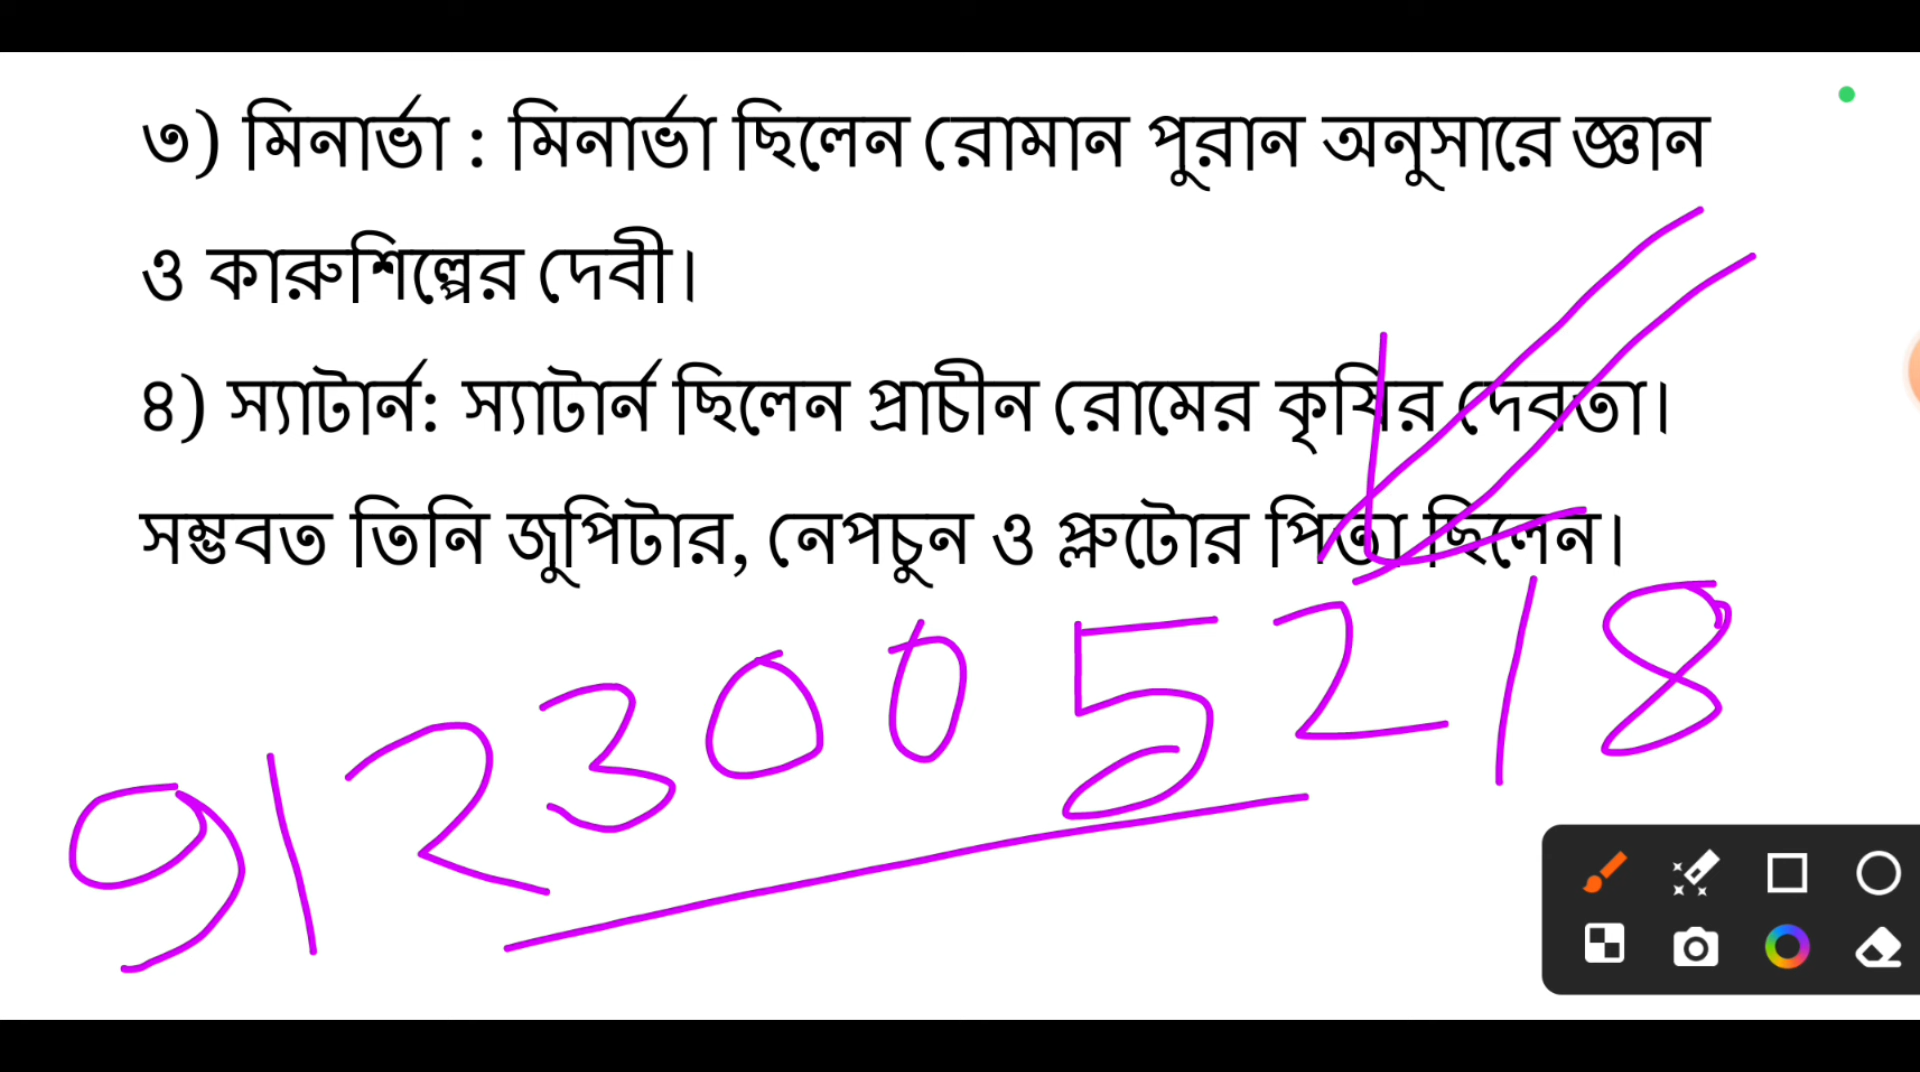 ৩) মিনার্ভা : মিনার্ভা ছিলেন রোমান পুরান অনুসারে জ্ঞান
ও কারুশিল্পের দেবী।
৪) স্যাটার্ন: স্যাটার্ন ছিলেন প্রাচীন রোমের কৃষির দেবতা।
সম্ভবত তিনি জুপিটার, নেপচুন ও প্লুটোর পিতা ছিলেন।
9123005218